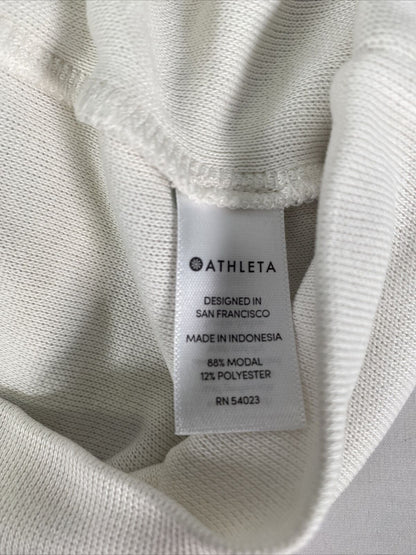 ATHLETA
DESIGNED IN
SAN FRANCISCO
MADE IN INDONESIA
88% MODAL
12% POLYESTER
RN 54023